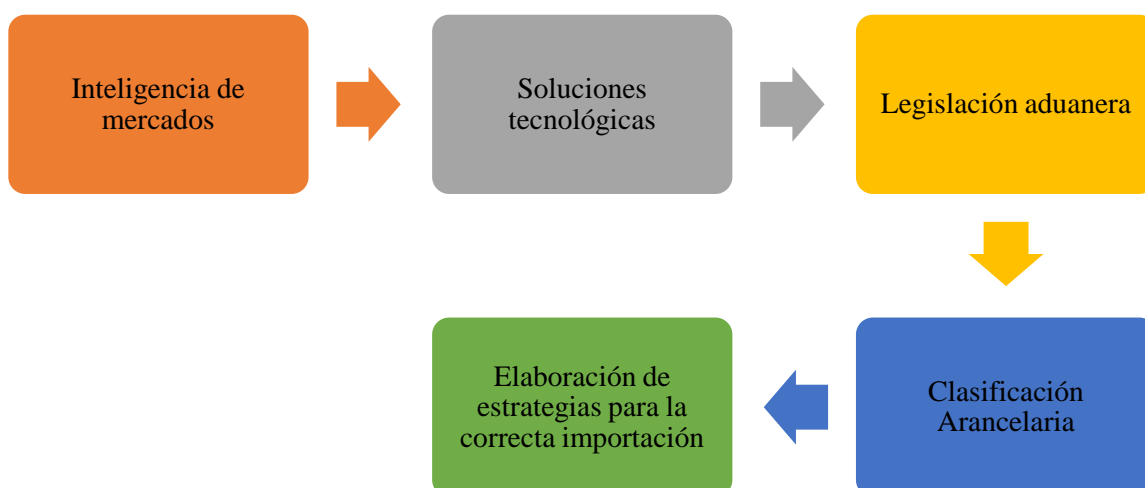 Inteligencia de
mercados
Soluciones
tecnológicas
Legislación aduanera
Clasificación
Arancelaria
Elaboración de
estrategias para la
correcta importación